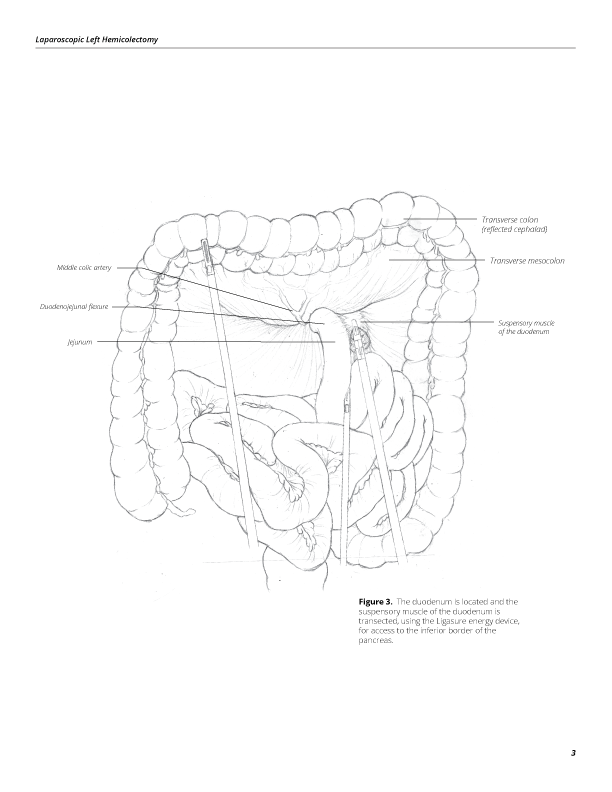 Laparoscopic Left Hemicolectomy
Transverse colon
(reflected cephalad)
Transverse mesocolon
Middle colic artery
Duodenojejunal flexure
Suspensory muscle
of the duodenum
Jejunum
Figure 3. The duodenum is located and the
suspensory muscle of the duodenum is
transected, using the Ligasure energy device,
for access to the inferior border of the
pancreas.
3